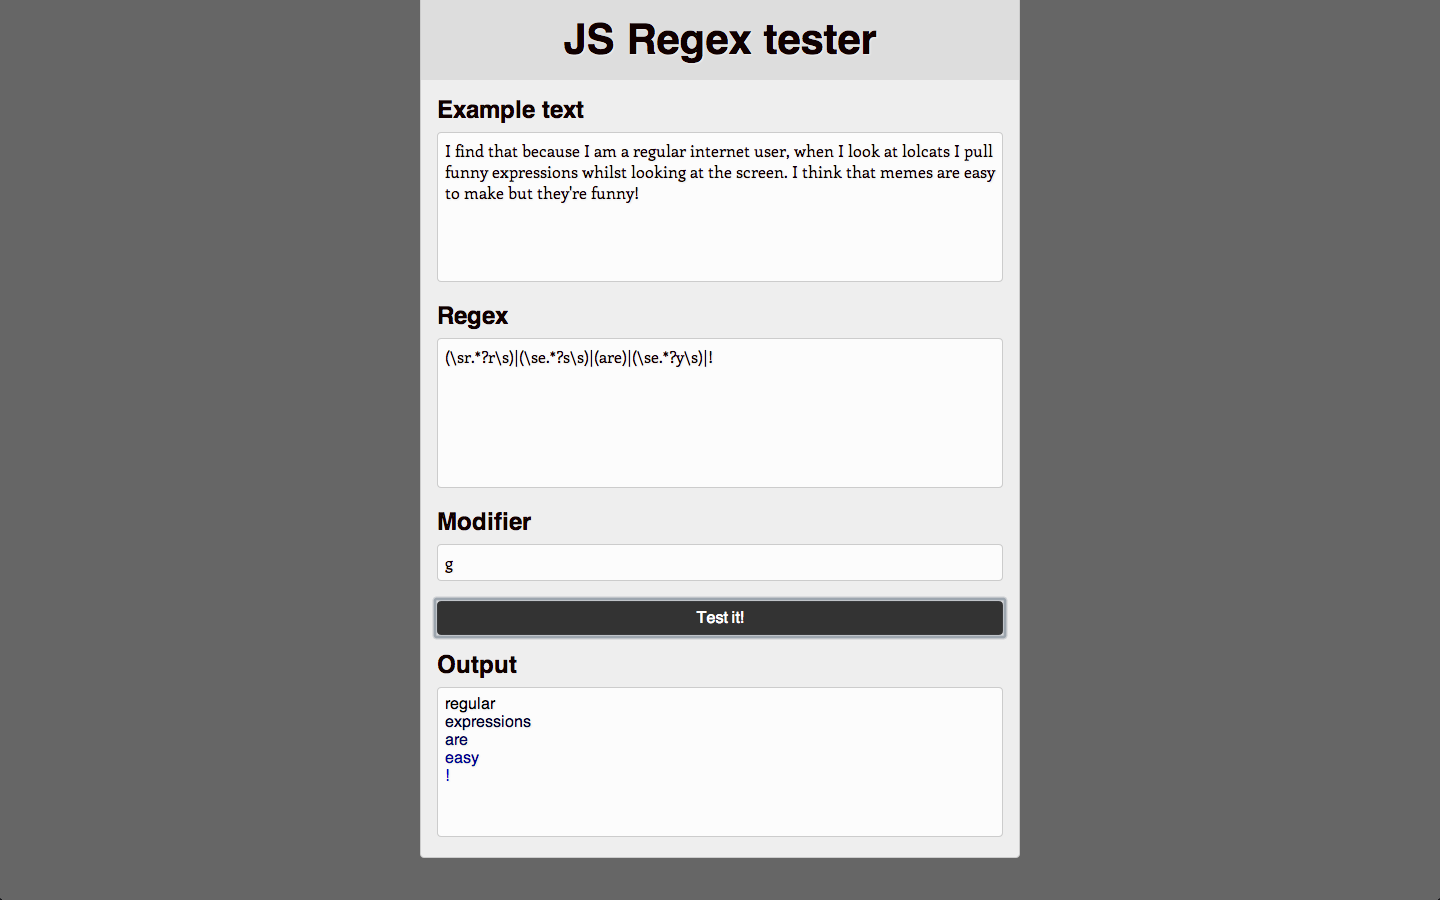 JS Regex tester
Example text
I find that because I am a regular internet user, when I look at lolcats I pull
funny expressions whilst looking at the screen. I think that memes are easy
to make but they're funny!
Regex
(\sr.*?r\s)|(\se.*?s\s)|(are)|(\se.*?y\s)|!
Modifier
g
Test it!
Output
regular
expressions
are
easy
!